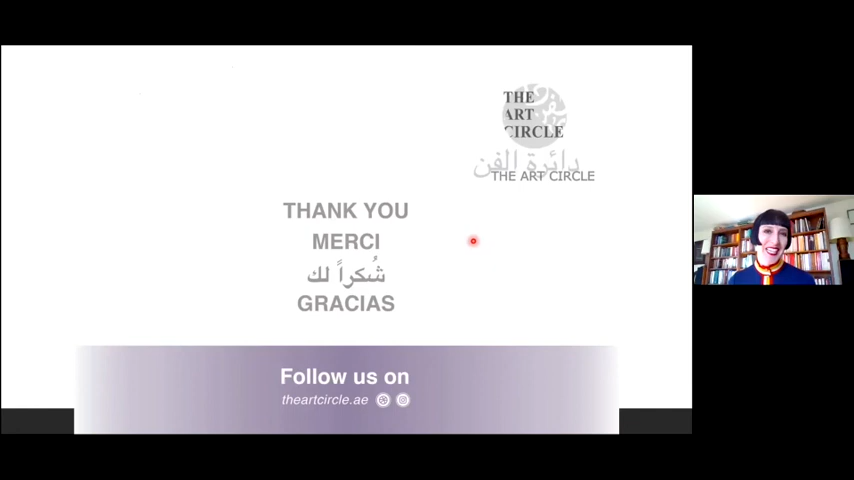 THE
ART
CIRCLE
دائرة الفن
THE ART CIRCLE
THANK YOU
MERCI
شُكراً لك
GRACIAS
Follow us on
theartcircle.ae